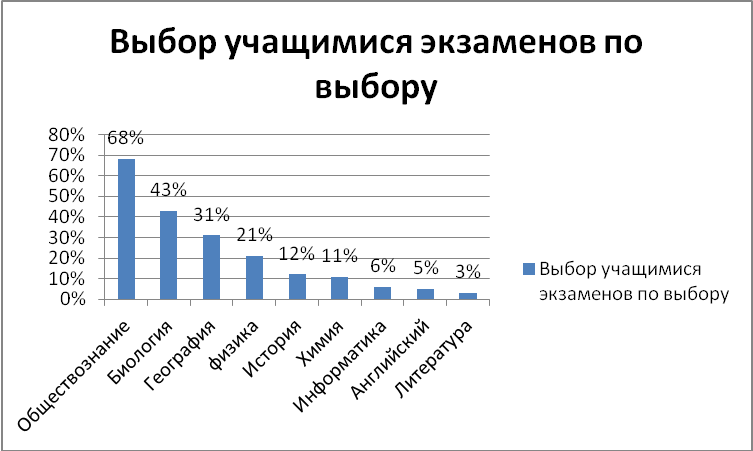 Выбор учащимися экзаменов по
выбору
80%
70%
60%
50%
40%
30%
20%
10%
0%
68%
43%
31%
21%
12%
11%
6%
5%
3%
Обществознание
Биология
География
физика
История
Химия
Информатика
Английский
Литература
Выбор учащимися
экзаменов по выбору